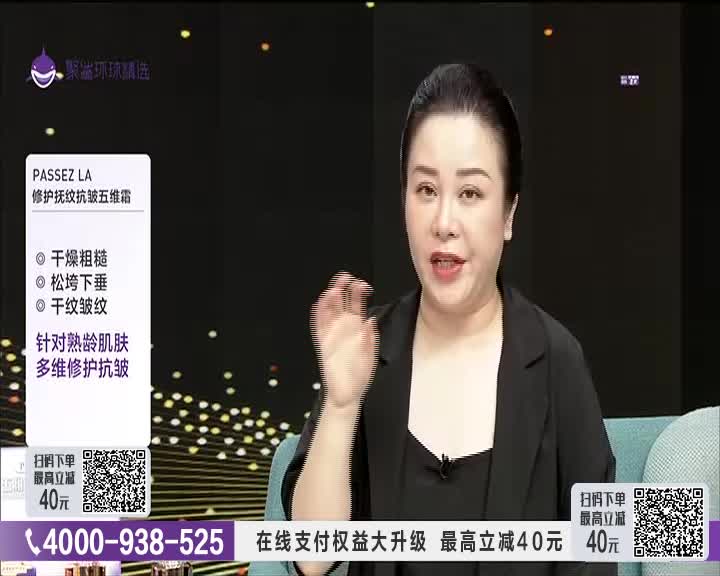 聚鲨环球精选
PASSEZ LA
修护抚纹抗皱五维霜
◎ 干燥粗糙
◎ 松垮下垂
◎ 干纹皱纹
针对熟龄肌肤
多维修护抗皱
扫码下单
最高立减
40元
4000-938-525
在线支付权益大升级 最高立减40元
扫码下单
最高立减
40元